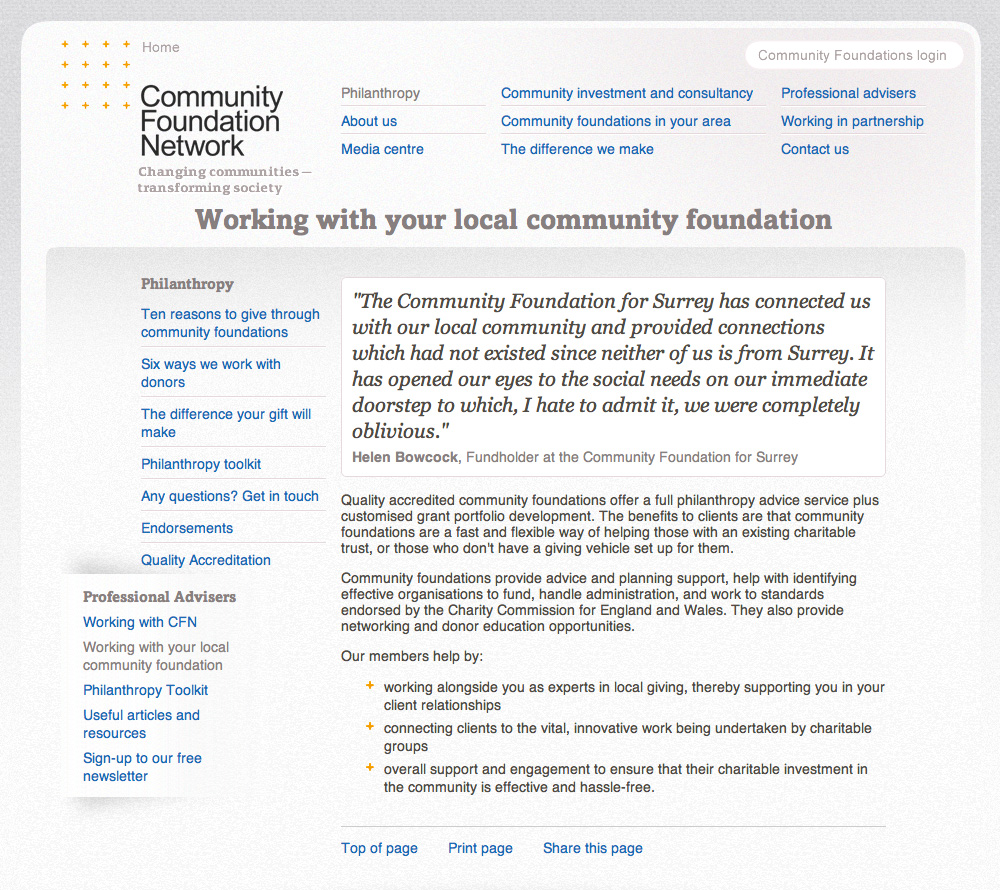 Home
Community Foundations login
Community
Foundation
Network
Changing communities –
transforming society
Philanthropy
About us
Media centre
Community investment and consultancy
Community foundations in your area
The difference we make
Professional advisers
Working in partnership
Contact us
Working with your local community foundation
Philanthropy
Ten reasons to give through
community foundations
Six ways we work with
donors
The difference your gift will
make
Philanthropy toolkit
Any questions? Get in touch
Endorsements
Quality Accreditation
Professional Advisers
Working with CFN
Working with your local
community foundation
Philanthropy Toolkit
Useful articles and
resources
Sign-up to our free
newsletter
"The Community Foundation for Surrey has connected us
with our local community and provided connections
which had not existed since neither of us is from Surrey. It
has opened our eyes to the social needs on our immediate
doorstep to which, I hate to admit it, we were completely
oblivious."
Helen Bowcock, Fundholder at the Community Foundation for Surrey
Quality accredited community foundations offer a full philanthropy advice service plus
customised grant portfolio development. The benefits to clients are that community
foundations are a fast and flexible way of helping those with an existing charitable
trust, or those who don't have a giving vehicle set up for them.
Community foundations provide advice and planning support, help with identifying
effective organisations to fund, handle administration, and work to standards
endorsed by the Charity Commission for England and Wales. They also provide
networking and donor education opportunities.
Our members help by:
working alongside you as experts in local giving, thereby supporting you in your
client relationships
connecting clients to the vital, innovative work being undertaken by charitable
groups
overall support and engagement to ensure that their charitable investment in
the community is effective and hassle-free.
Top of page
Print page
Share this page